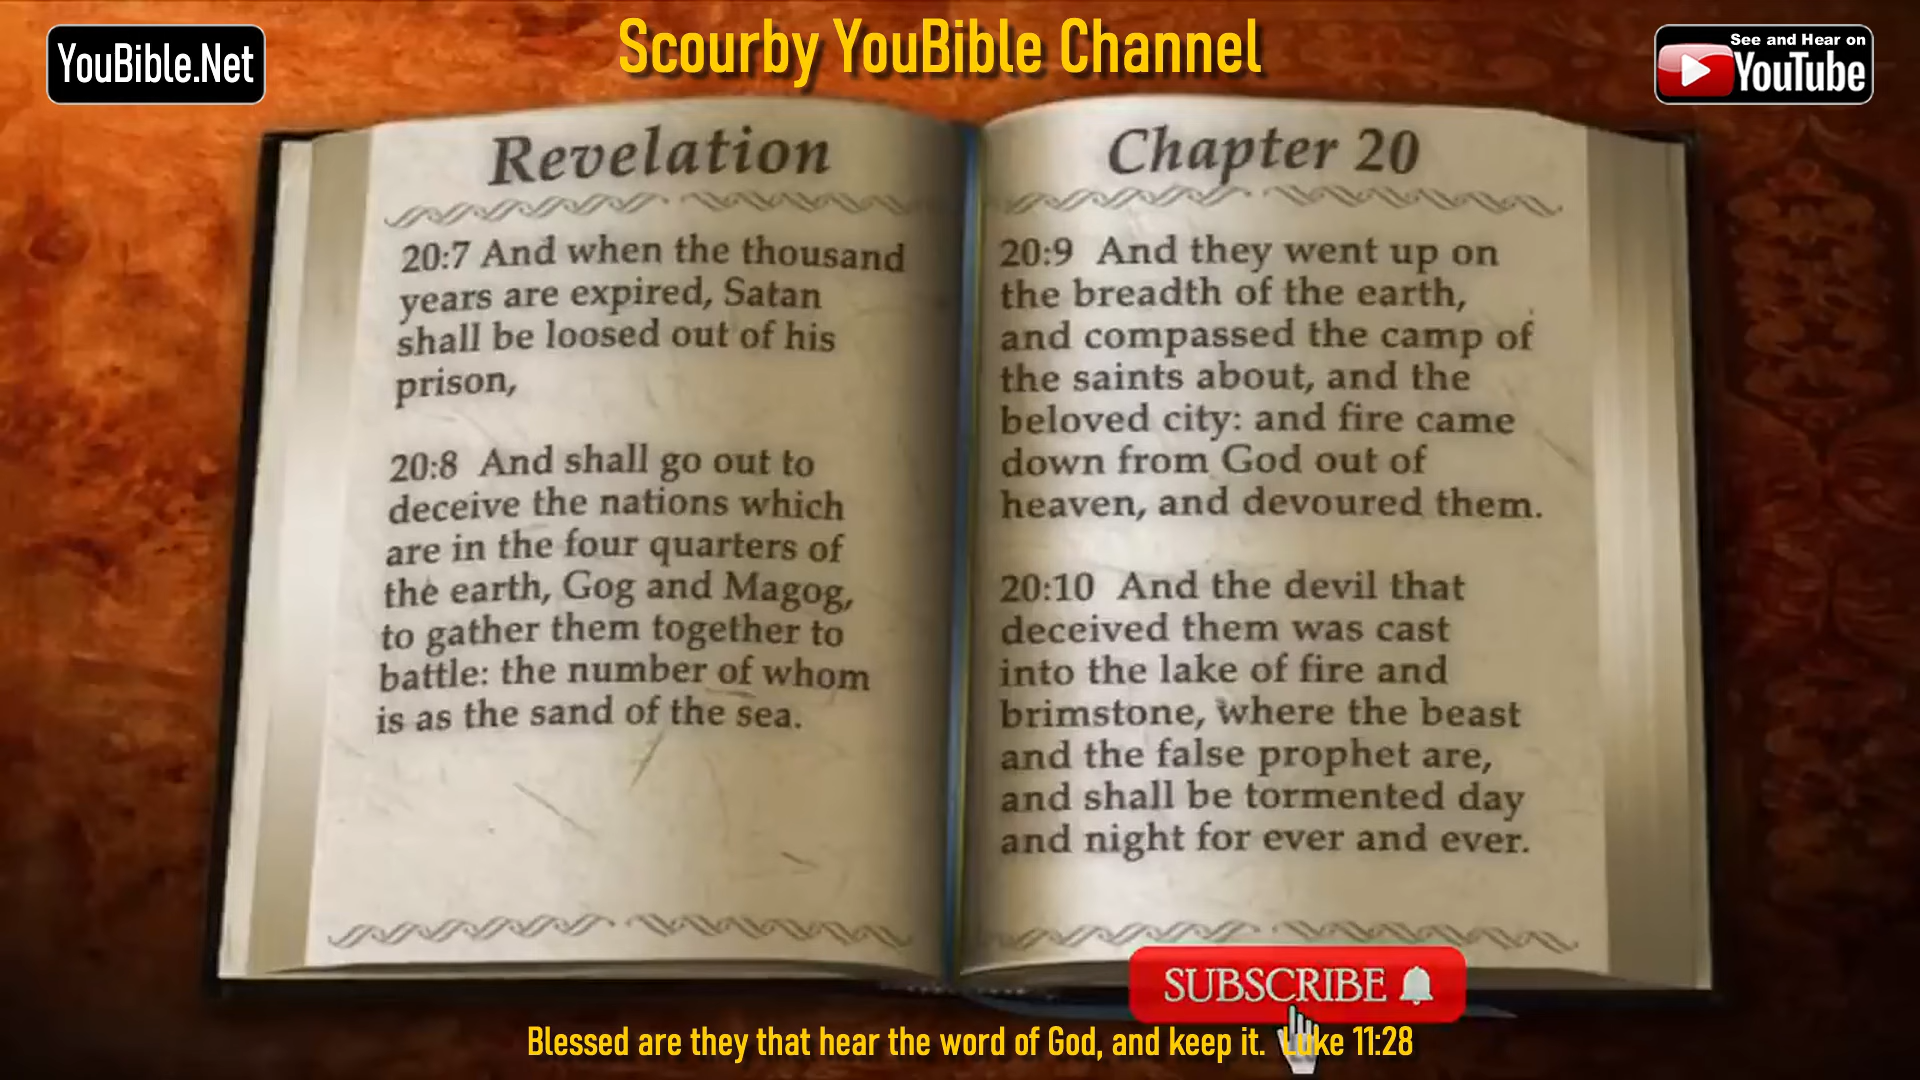 YouBible.Net
Scourby YouBible Channel
See and Hear on
YouTube
Revelation
20:7 And when the thousand
years are expired, Satan
shall be loosed out of his
prison,
20:8 And shall go out to
deceive the nations which
are in the four quarters of
the earth, Gog and Magog,
to gather them together to
battle: the number of whom
is as the sand of the sea.
Chapter 20
20:9 And they went up on
the breadth of the earth,
and compassed the camp of
the saints about, and the
beloved city: and fire came
down from God out of
heaven, and devoured them.
20:10 And the devil that
deceived them was cast
into the lake of fire and
brimstone, where the beast
and the false prophet are,
and shall be tormented day
and night for ever and ever.
SUBSCRIBE
Blessed are they that hear the word of God, and keep it. Luke 11:28